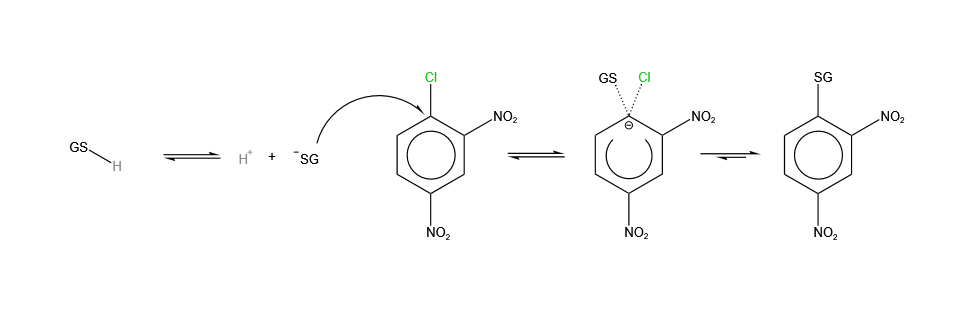 GS
H
H⁺ + ⁻SG
Cl
NO₂
NO₂
GS Cl
⊖
NO₂
NO₂
SG
NO₂
NO₂